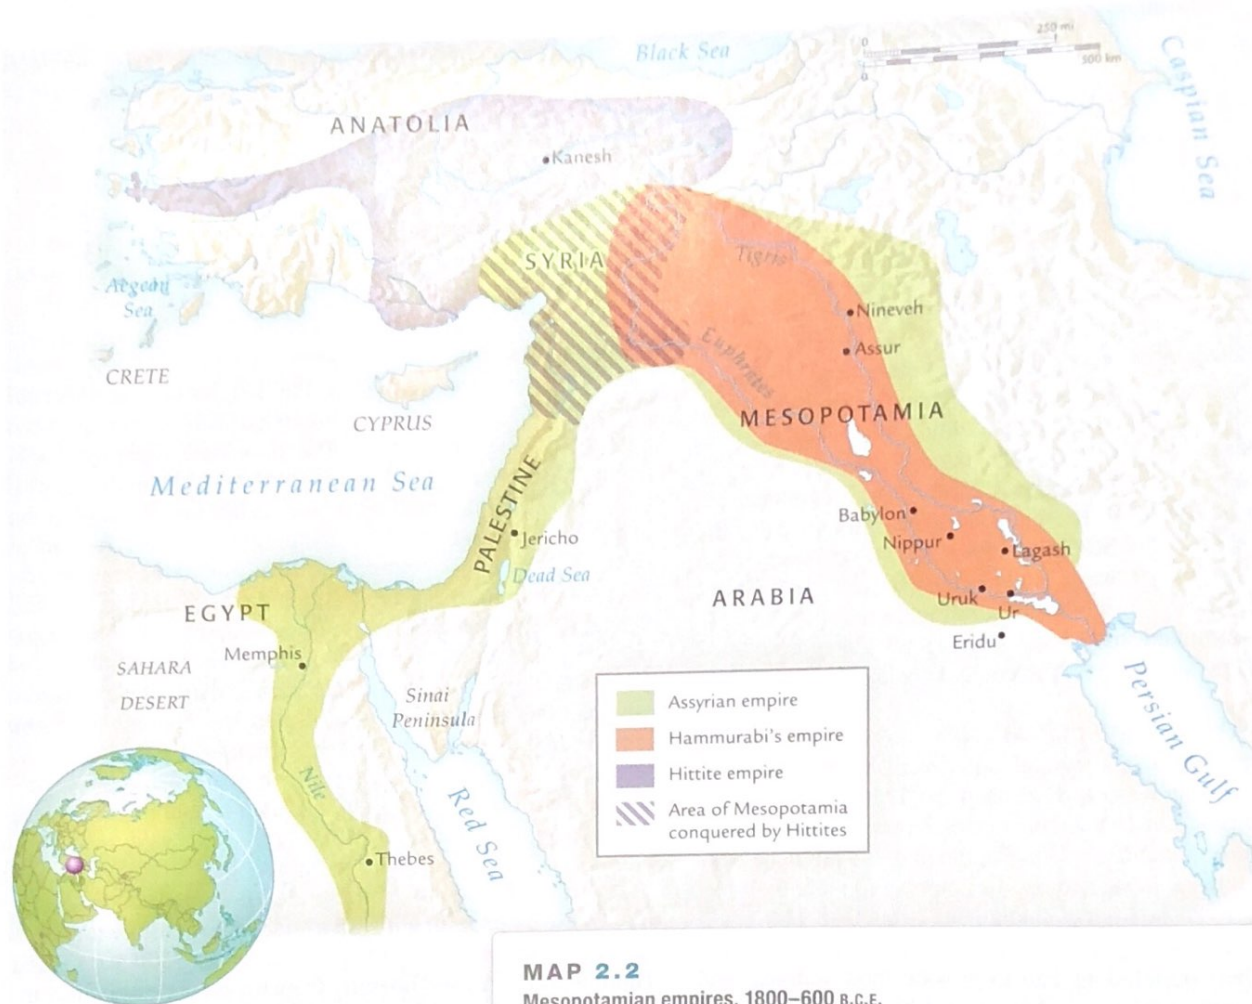 Black Sea
0
250 mi
0
500 km
Caspian Sea
ANATOLIA
Kanesh
SYRIA
Tigris
Aegean
Sea
Nineveh
Assur
Euphrates
CRETE
CYPRUS
MESOPOTAMIA
Mediterranean Sea
PALESTINE
Babylon
Jericho
Nippur
Lagash
Dead Sea
ARABIA
Uruk
Ur
EGYPT
Eridu
Memphis
SAHARA
DESERT
Sinai
Peninsula
Persian Gulf
Assyrian empire
Hammurabi's empire
Hittite empire
Area of Mesopotamia
conquered by Hittites
Nile
Red Sea
Thebes
MAP 2.2
Mesopotamian empires, 1800–600 B.C.E.